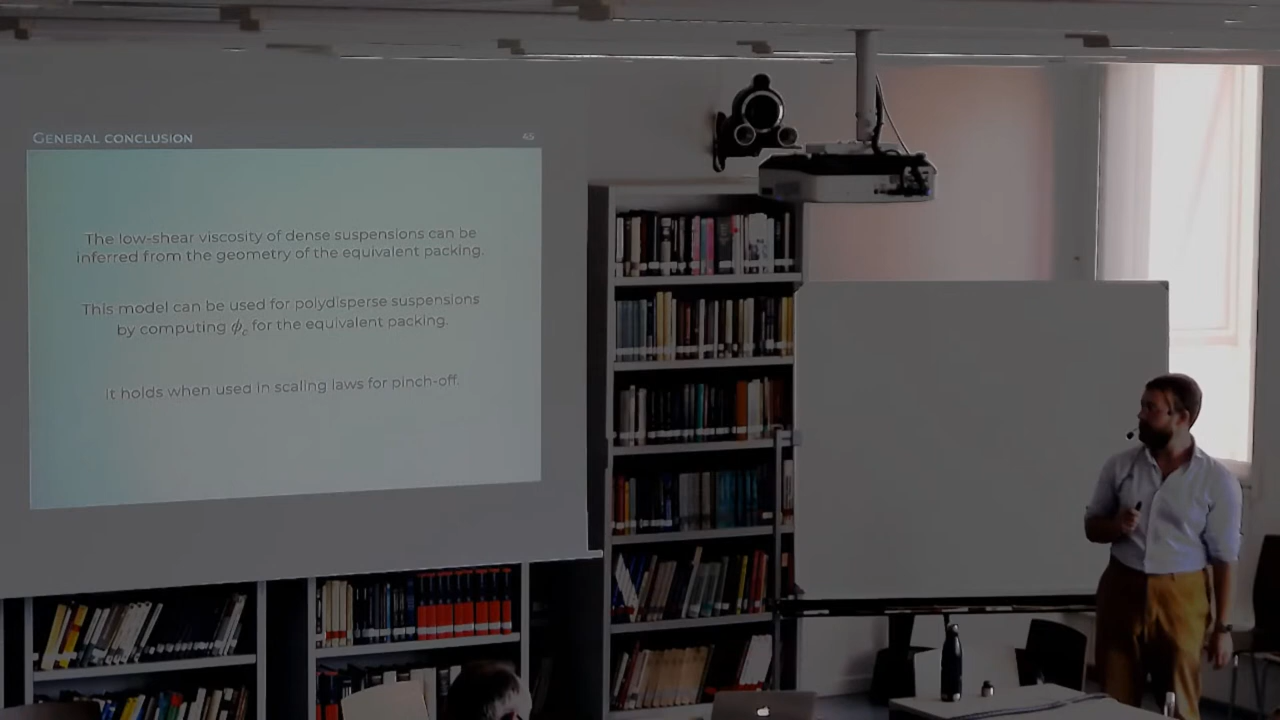 GENERAL CONCLUSION
45
The low-shear viscosity of dense suspensions can be
inferred from the geometry of the equivalent packing.
This model can be used for polydisperse suspensions
by computing ϕc for the equivalent packing.
It holds when used in scaling laws for pinch-off.